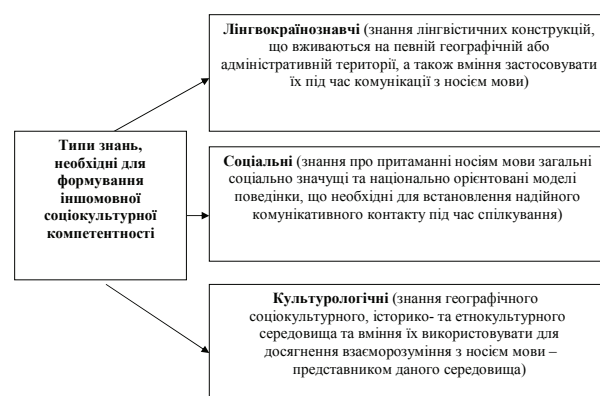 Типи знань,
необхідні для
формування
іншомовної
соціокультурної
компетентності
Лінгвокраїнознавчі (знання лінгвістичних конструкцій,
що вживаються на певній географічній або
адміністративній території, а також вміння застосовувати
їх під час комунікації з носієм мови)
Соціальні (знання про притаманні носіям мови загальні
соціально значущі та національно орієнтовані моделі
поведінки, що необхідні для встановлення надійного
комунікативного контакту під час спілкування)
Культурологічні (знання географічного
соціокультурного, історико- та етнокультурного
середовища та вміння їх використовувати для
досягнення взаєморозуміння з носієм мови –
представником даного середовища)